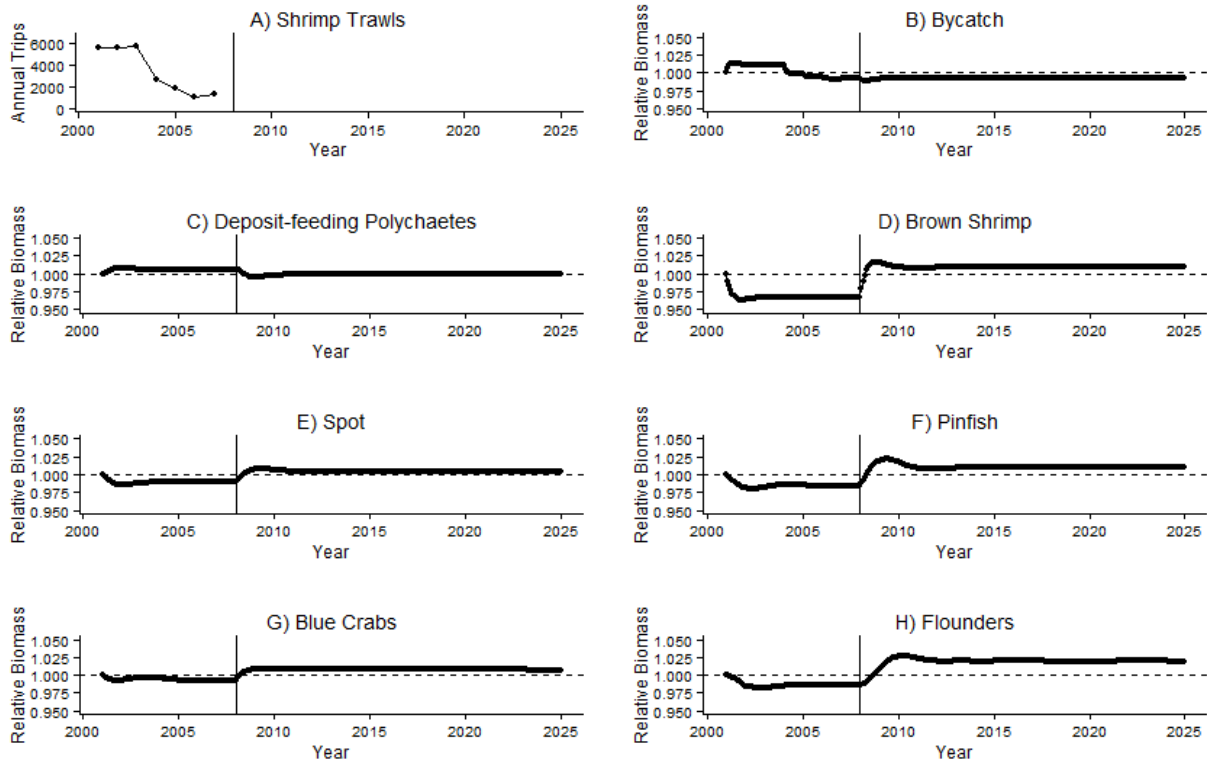 A) Shrimp Trawls
Annual Trips
6000
4000
2000
0
2000 2005 2010 2015 2020 2025
Year
B) Bycatch
Relative Biomass
1.050
1.025
1.000
0.975
0.950
2000 2005 2010 2015 2020 2025
Year
C) Deposit-feeding Polychaetes
Relative Biomass
1.050
1.025
1.000
0.975
0.950
2000 2005 2010 2015 2020 2025
Year
D) Brown Shrimp
Relative Biomass
1.050
1.025
1.000
0.975
0.950
2000 2005 2010 2015 2020 2025
Year
E) Spot
Relative Biomass
1.050
1.025
1.000
0.975
0.950
2000 2005 2010 2015 2020 2025
Year
F) Pinfish
Relative Biomass
1.050
1.025
1.000
0.975
0.950
2000 2005 2010 2015 2020 2025
Year
G) Blue Crabs
Relative Biomass
1.050
1.025
1.000
0.975
0.950
2000 2005 2010 2015 2020 2025
Year
H) Flounders
Relative Biomass
1.050
1.025
1.000
0.975
0.950
2000 2005 2010 2015 2020 2025
Year